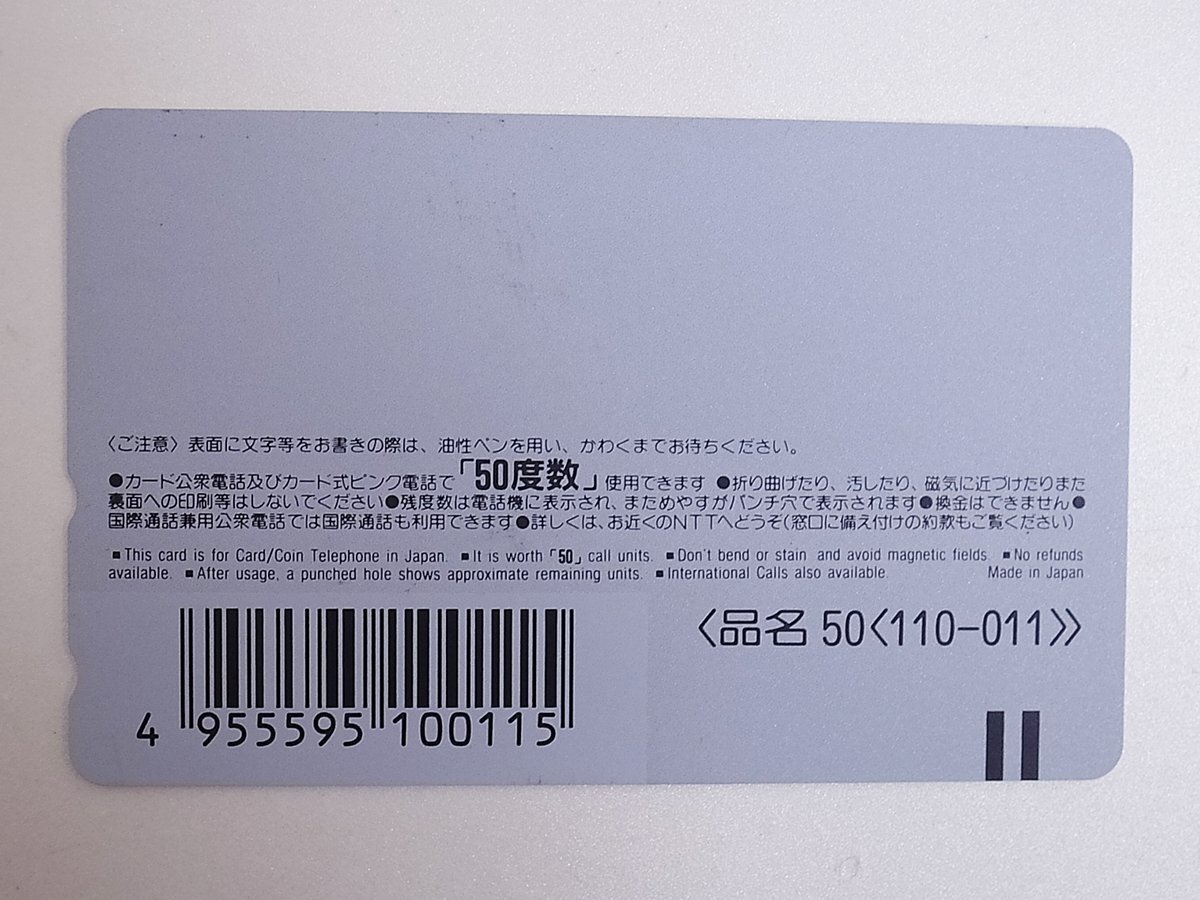 〈ご注意〉表面に文字等をお書きの際は、油性ペンを用い、かわくまでお待ちください。
●カード公衆電話及びカード式ピンク電話で「50度数」使用できます ●折り曲げたり、汚したり、磁気に近づけたりまた
裏面への印刷等はしないでください●残度数は電話機に表示され、まためやすがパンチ穴で表示されます●換金はできません●
国際通話兼用公衆電話では国際通話も利用できます●詳しくは、お近くのNTTへどうぞ(窓口に備え付けの約款もご覧ください)
■This card is for Card/Coin Telephone in Japan. ■It is worth「50」call units. ■Don't bend or stain and avoid magnetic fields. ■No refunds
available. ■After usage, a punched hole shows approximate remaining units. ■International Calls also available. Made in Japan
〈品名 50〈110-011〉〉
4 955595 100115